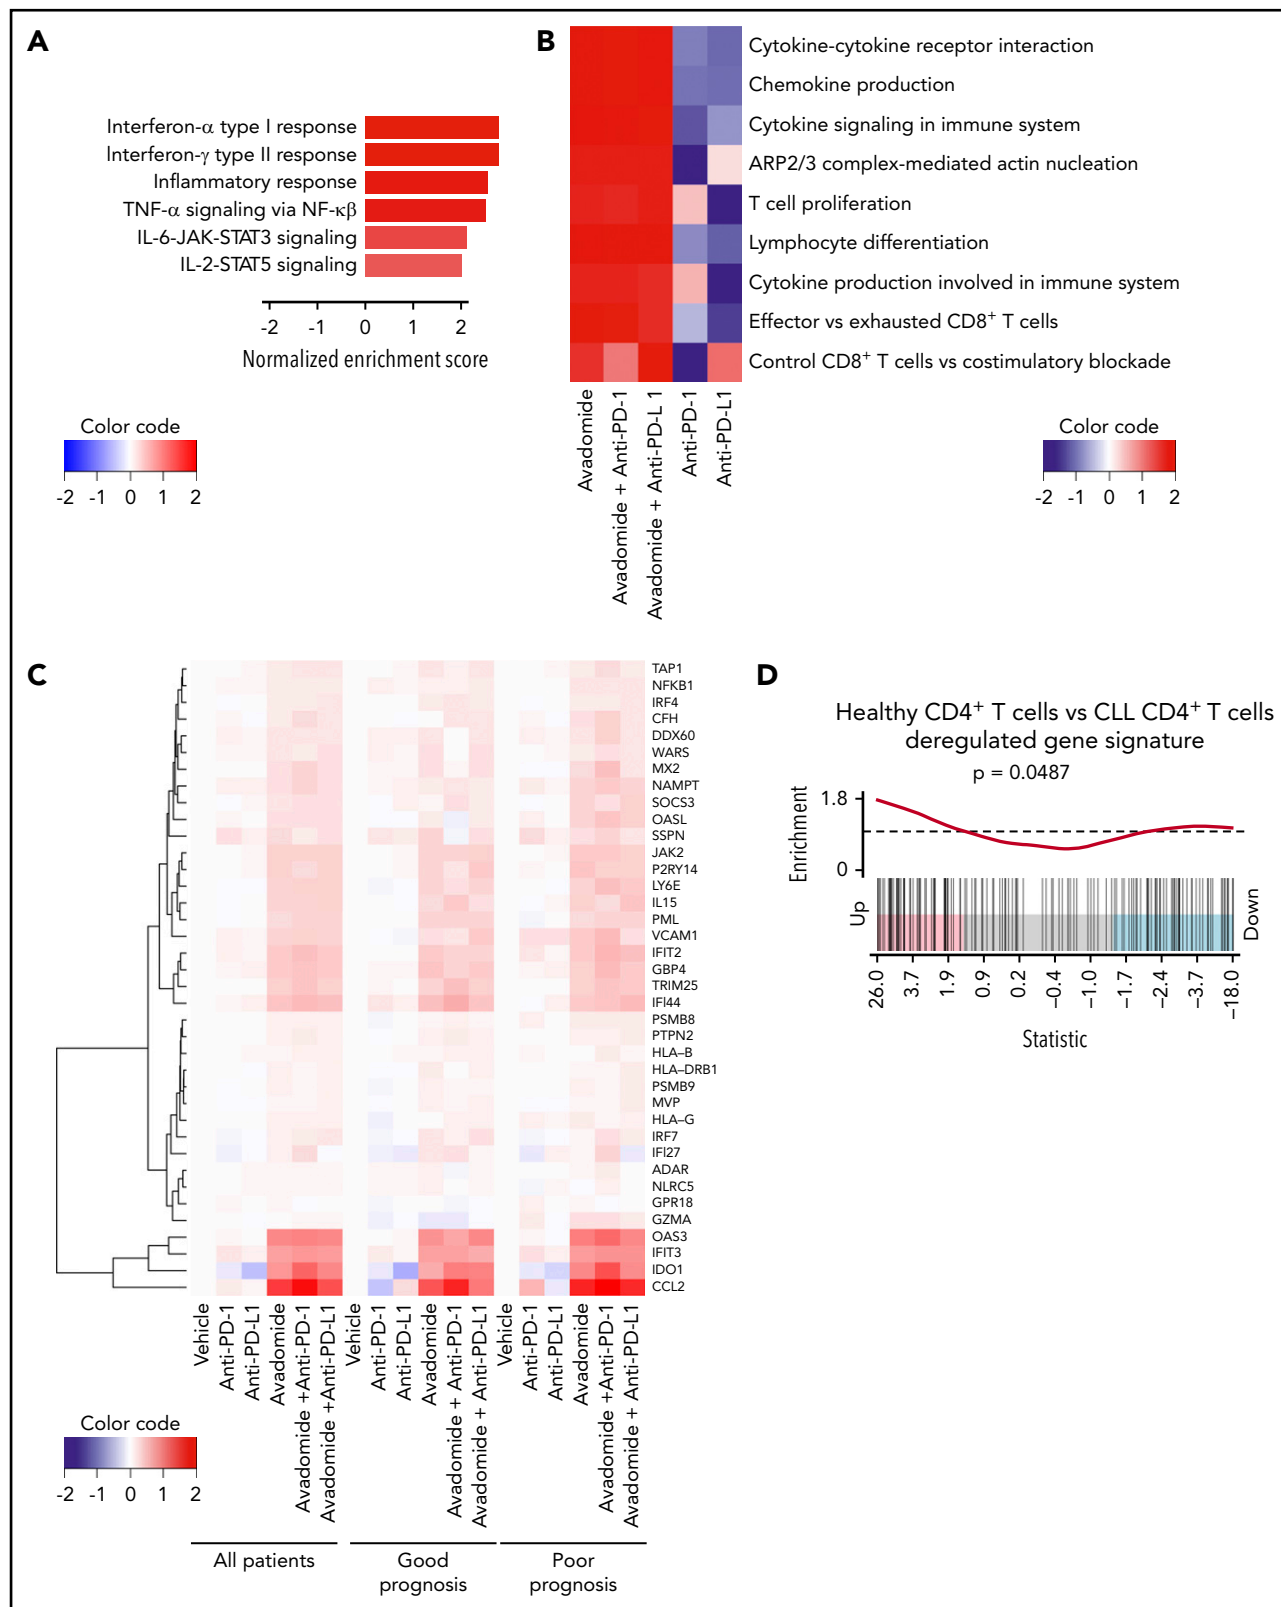 A
Interferon-α type I response
Interferon-γ type II response
Inflammatory response
TNF-α signaling via NF-κβ
IL-6-JAK-STAT3 signaling
IL-2-STAT5 signaling
-2 -1 0 1 2
Normalized enrichment score
Color code
-2 -1 0 1 2
B
Cytokine-cytokine receptor interaction
Chemokine production
Cytokine signaling in immune system
ARP2/3 complex-mediated actin nucleation
T cell proliferation
Lymphocyte differentiation
Cytokine production involved in immune system
Effector vs exhausted CD8+ T cells
Control CD8+ T cells vs costimulatory blockade
Avadomide
Avadomide + Anti-PD-1
Avadomide + Anti-PD-L 1
Anti-PD-1
Anti-PD-L1
Color code
-2 -1 0 1 2
C
TAP1
NFKB1
IRF4
CFH
DDX60
WARS
MX2
NAMPT
SOCS3
OASL
SSPN
JAK2
P2RY14
LY6E
IL15
PML
VCAM1
IFIT2
GBP4
TRIM25
IFI44
PSMB8
PTPN2
HLA–B
HLA–DRB1
PSMB9
MVP
HLA–G
IRF7
IFI27
ADAR
NLRC5
GPR18
GZMA
OAS3
IFIT3
IDO1
CCL2
Vehicle
Anti-PD-1
Anti-PD-L1
Avadomide
Avadomide +Anti-PD-1
Avadomide +Anti-PD-L1
Vehicle
Anti-PD-1
Anti-PD-L1
Avadomide
Avadomide + Anti-PD-1
Avadomide + Anti-PD-L1
Vehicle
Anti-PD-1
Anti-PD-L1
Avadomide
Avadomide +Anti-PD-1
Avadomide + Anti-PD-L1
All patients
Good
prognosis
Poor
prognosis
Color code
-2 -1 0 1 2
D
Healthy CD4+ T cells vs CLL CD4+ T cells
deregulated gene signature
p = 0.0487
Enrichment
1.8
0
Up
Down
26.0 3.7 1.9 0.9 0.2 –0.4 –1.0 –1.7 –2.4 –3.7 –18.0
Statistic